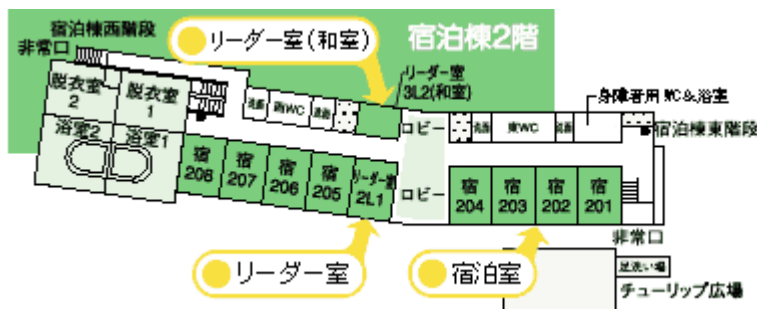 宿泊棟2階
リーダー室(和室)
宿泊棟西階段
非常口
リーダー室
3L2(和室)
身障者用WC&浴室
脱衣室
2
脱衣室
1
洗面
西WC
洗面
ロビー
洗面
東WC
洗面
宿泊棟東階段
浴室2
浴室1
宿
208
宿
207
宿
206
宿
205
リーダー室
2L1
ロビー
宿
204
宿
203
宿
202
宿
201
非常口
リーダー室
宿泊室
足洗い場
チューリップ広場